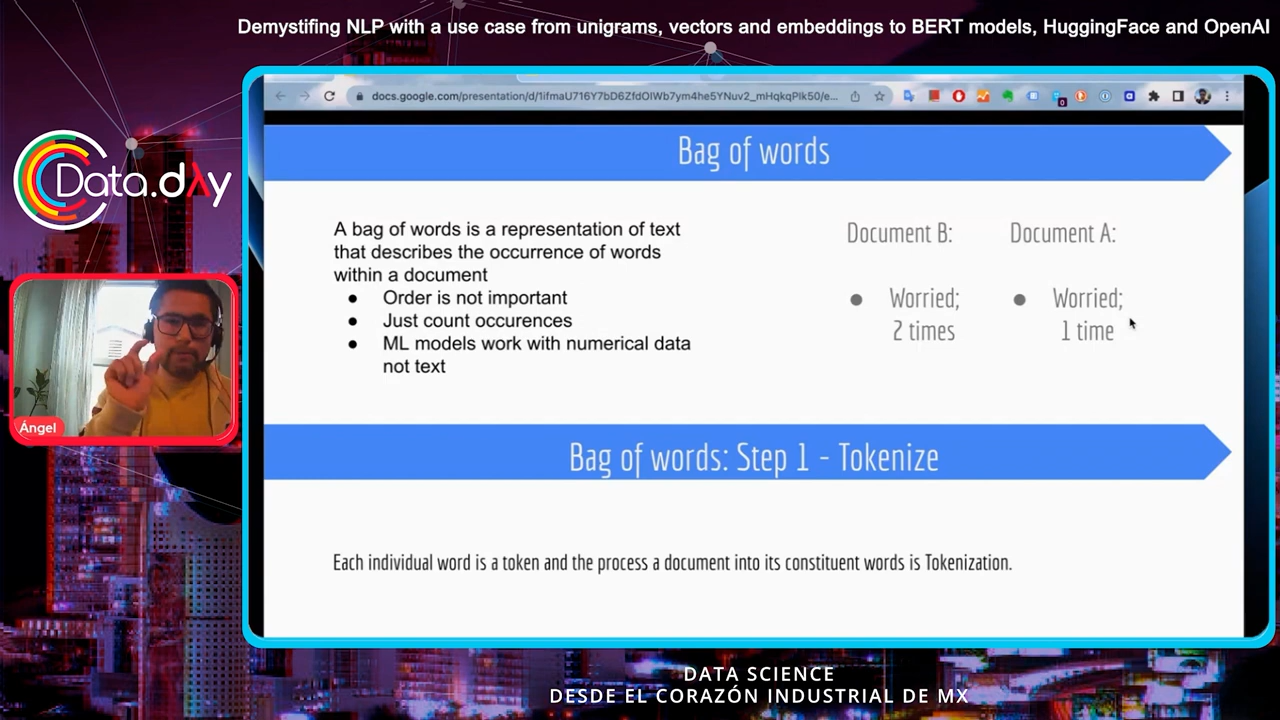 Demystifing NLP with a use case from unigrams, vectors and embeddings to BERT models, HuggingFace and OpenAI
docs.google.com/presentation/d/1ifmaU716Y7bD6ZfdOIWb7ym4he5YNuv2_mHqkqPlk50/e...
Data.day
Ángel
Bag of words
A bag of words is a representation of text
that describes the occurrence of words
within a document
● Order is not important
● Just count occurences
● ML models work with numerical data
not text
Document B:
● Worried;
2 times
Document A:
● Worried;
1 time
Bag of words: Step 1 - Tokenize
Each individual word is a token and the process a document into its constituent words is Tokenization.
DATA SCIENCE
DESDE EL CORAZÓN INDUSTRIAL DE MX